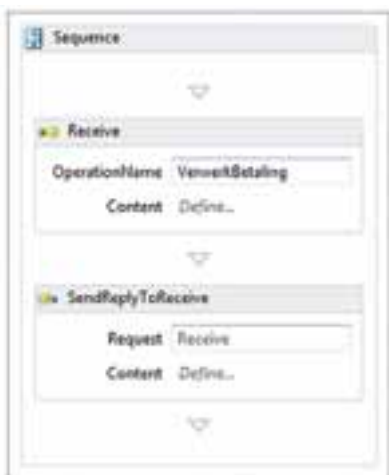 Sequence
Receive
OperationName VerwerkBetaling
Content Define...
SendReplyToReceive
Request Receive
Content Define...